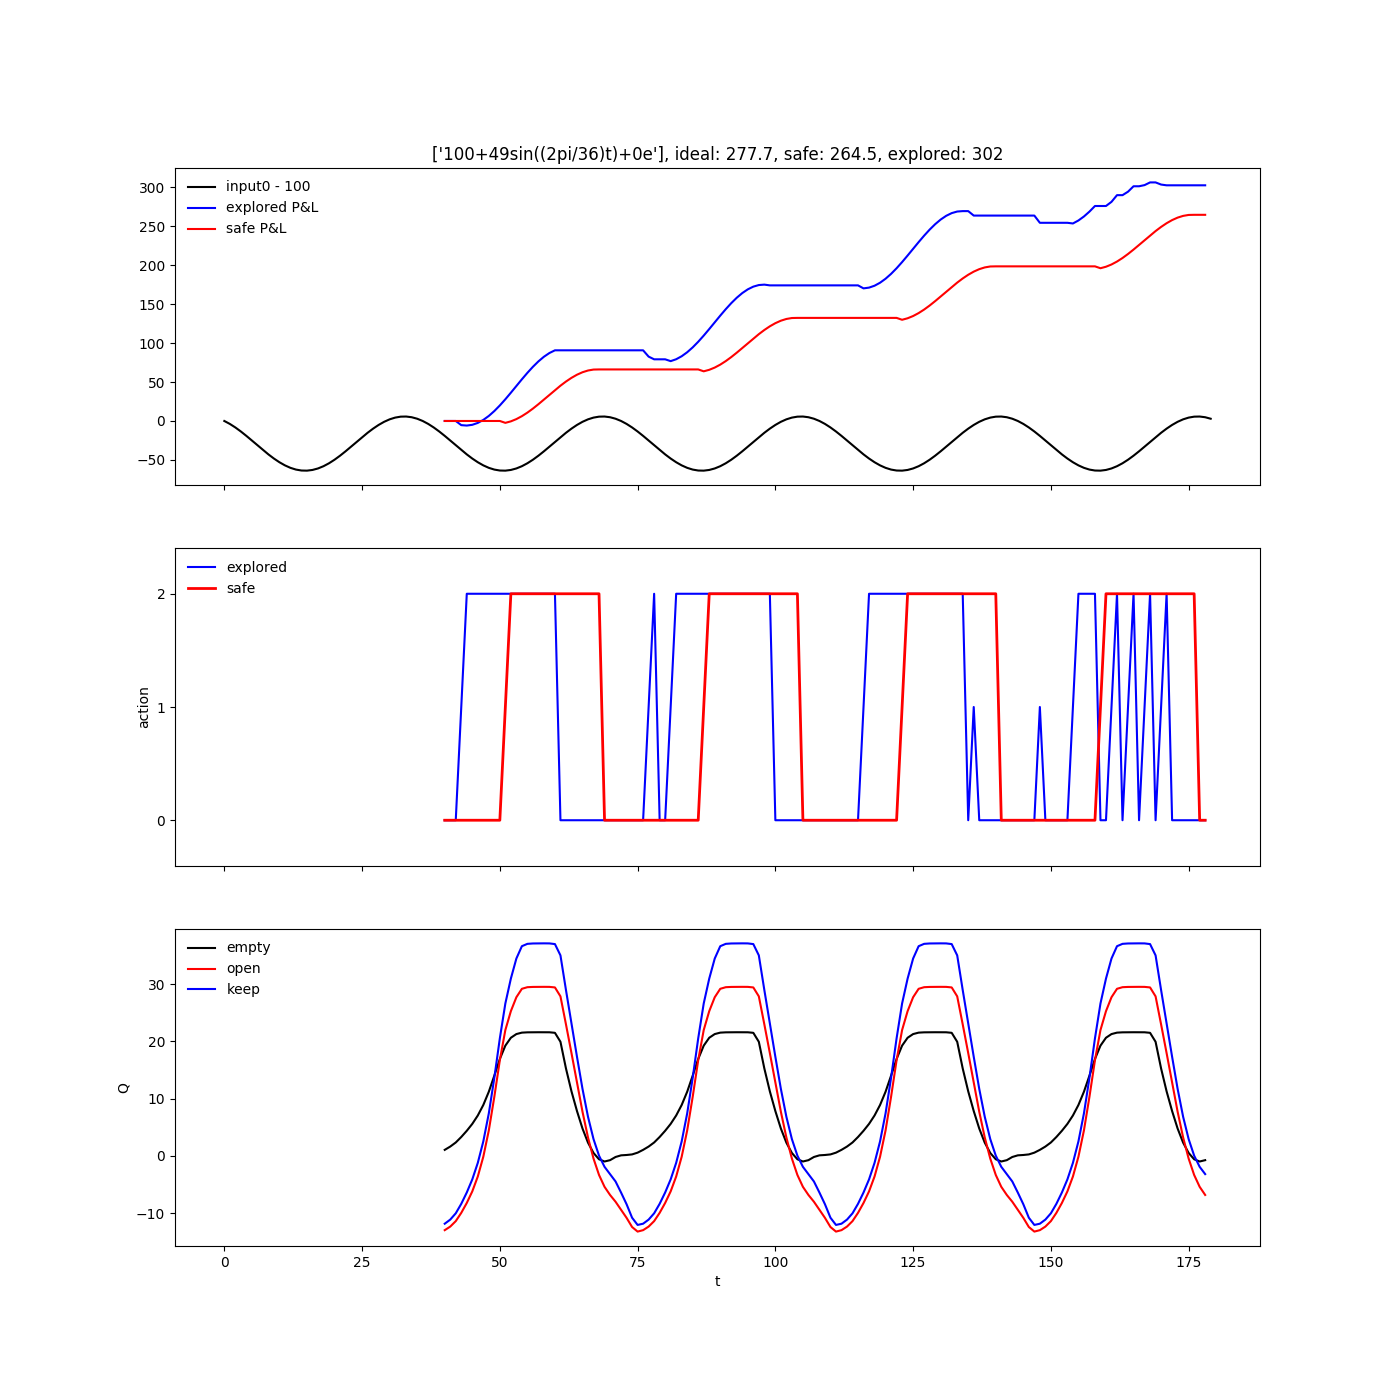 ['100+49sin((2pi/36)t)+0e'], ideal: 277.7, safe: 264.5, explored: 302
input0 - 100
explored P&L
safe P&L
300
250
200
150
100
50
0
−50
explored
safe
2
1
0
action
empty
open
keep
30
20
10
0
−10
Q
0 25 50 75 100 125 150 175
t